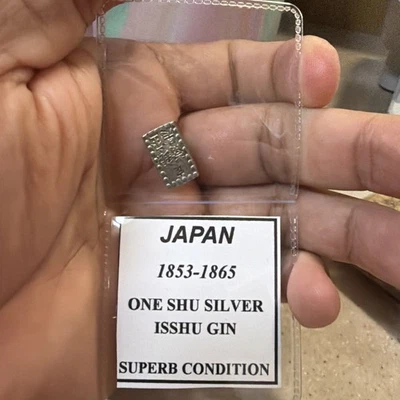 JAPAN
1853-1865
ONE SHU SILVER
ISSHU GIN
SUPERB CONDITION